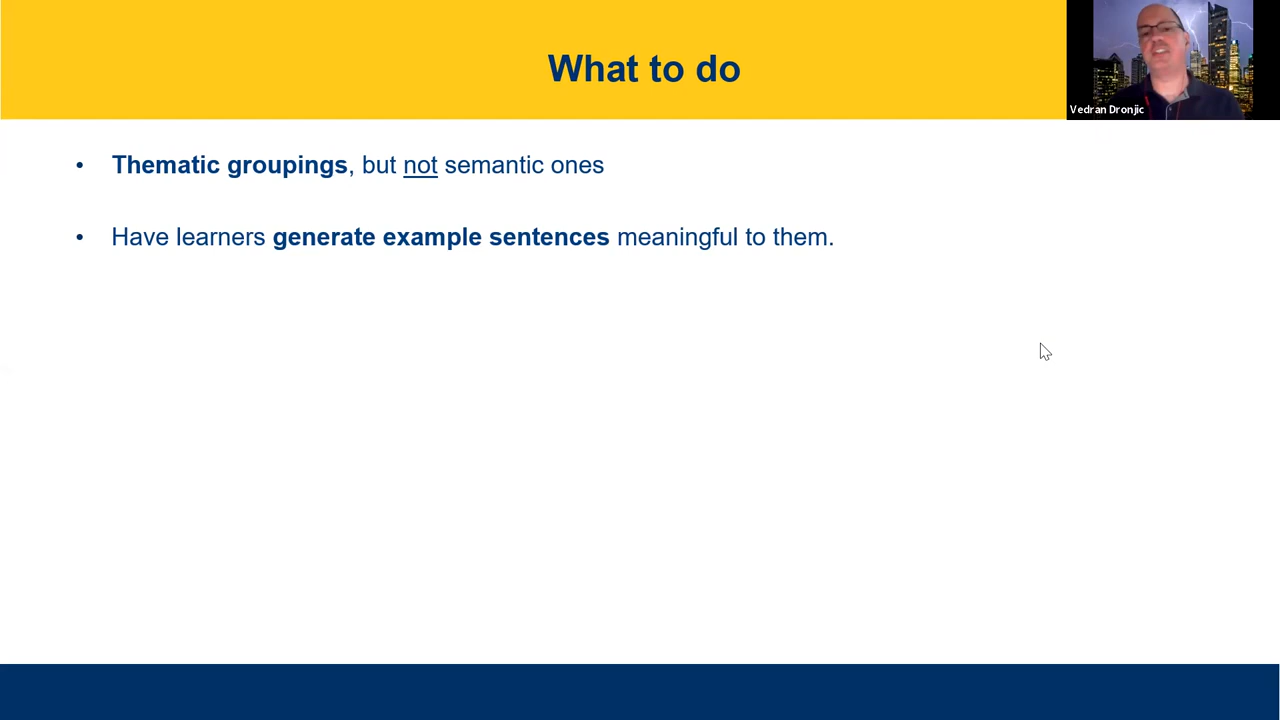 What to do
Vedran Dronjic
• Thematic groupings, but not semantic ones
• Have learners generate example sentences meaningful to them.